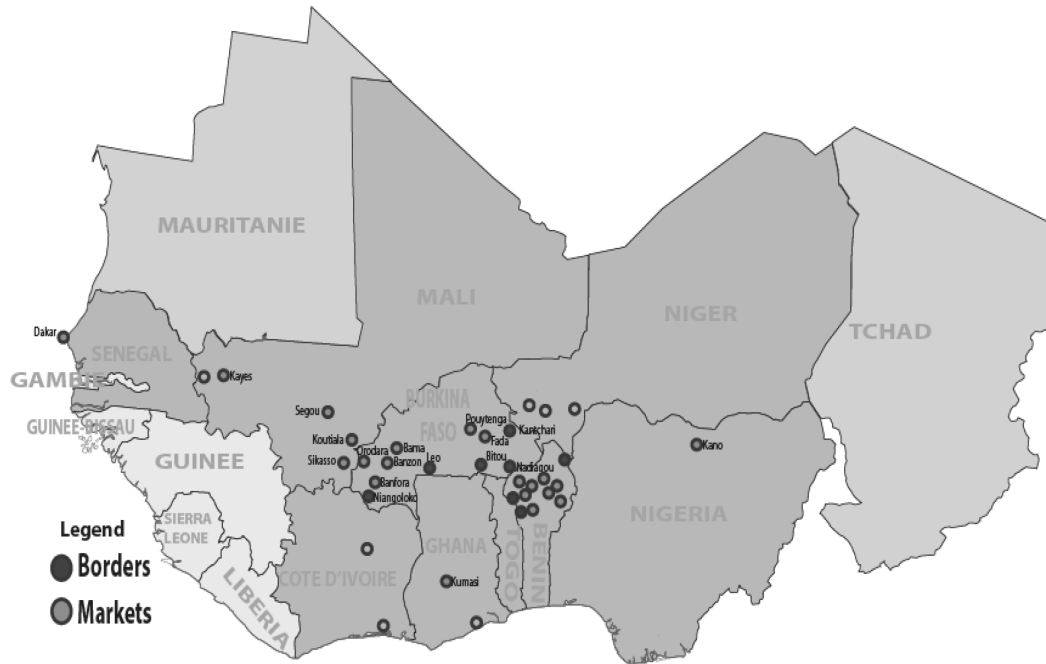 MAURITANIE
MALI
NIGER
TCHAD
Dakar
SENEGAL
GAMBIE
Kayes
GUINEE-BISSAU
GUINEE
SIERRA
LEONE
LIBERIA
Segou
Koutiala
Sikasso
BURKINA
FASO
Orodara
Bama
Banzon
Banfora
Niangoloko
Leo
Pouytenga
Fada
Kantchari
Bitou
Nadiagou
Kano
NIGERIA
COTE D'IVOIRE
GHANA
Kumasi
TOGO
BENIN
Legend
Borders
Markets